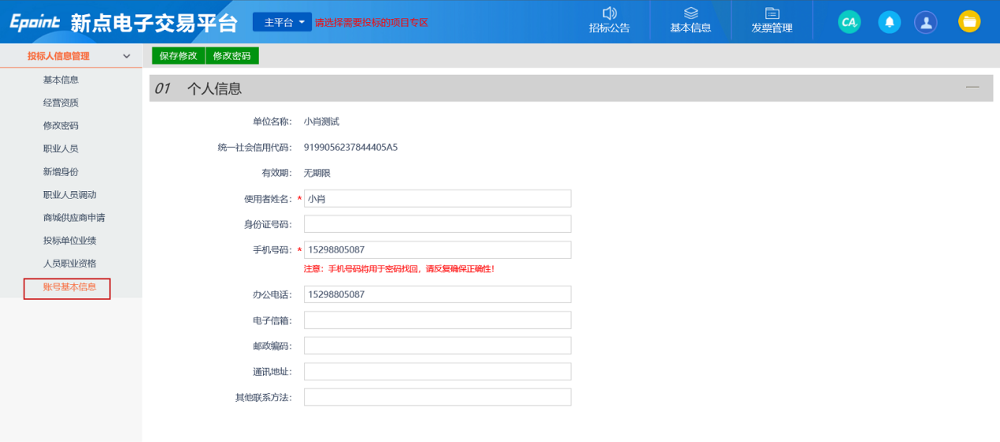 Epoint 新点电子交易平台 主平台 请选择需要投标的项目专区
招标公告 基本信息 发票管理
CA
投标人信息管理
基本信息
经营资质
修改密码
职业人员
新增身份
职业人员调动
商城供应商申请
投标单位业绩
人员职业资格
账号基本信息
保存修改 修改密码
01 个人信息
单位名称: 小肖测试
统一社会信用代码: 9199056237844405A5
有效期: 无期限
使用者姓名: * 小肖
身份证号码:
手机号码: * 15298805087
注意: 手机号码将用于密码找回, 请反复确保正确性!
办公电话: 15298805087
电子信箱:
邮政编码:
通讯地址:
其他联系方法: